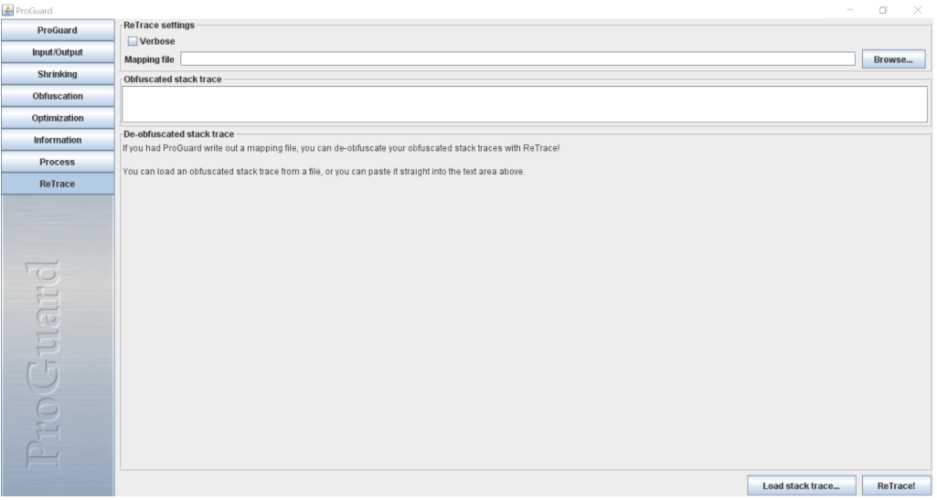 ProGuard
ProGuard
Input/Output
Shrinking
Obfuscation
Optimization
Information
Process
ReTrace
ProGuard
ReTrace settings
Verbose
Mapping file
Browse...
Obfuscated stack trace
De-obfuscated stack trace
If you had ProGuard write out a mapping file, you can de-obfuscate your obfuscated stack traces with ReTrace!
You can load an obfuscated stack trace from a file, or you can paste it straight into the text area above.
Load stack trace...
ReTrace!